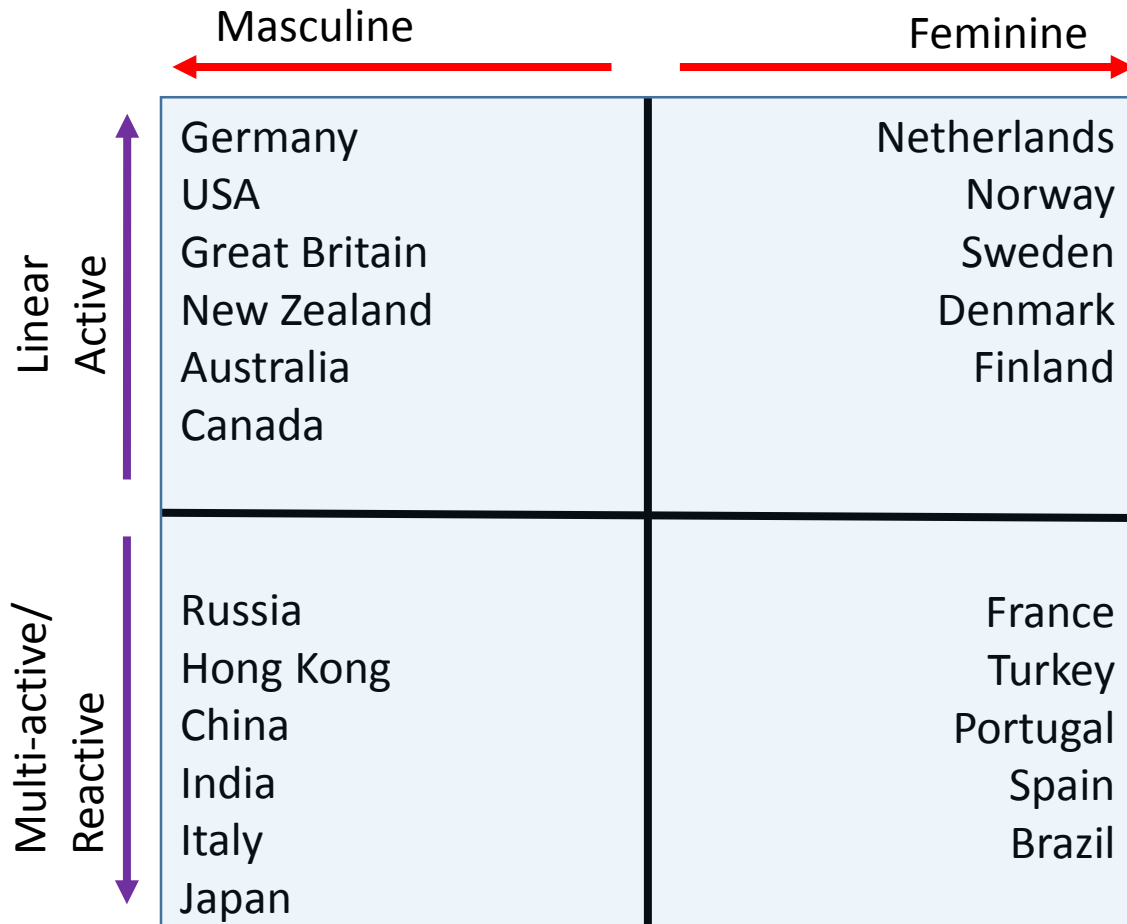 Masculine
Feminine
Linear
Active
Germany
USA
Great Britain
New Zealand
Australia
Canada
Netherlands
Norway
Sweden
Denmark
Finland
Multi-active/
Reactive
Russia
Hong Kong
China
India
Italy
Japan
France
Turkey
Portugal
Spain
Brazil